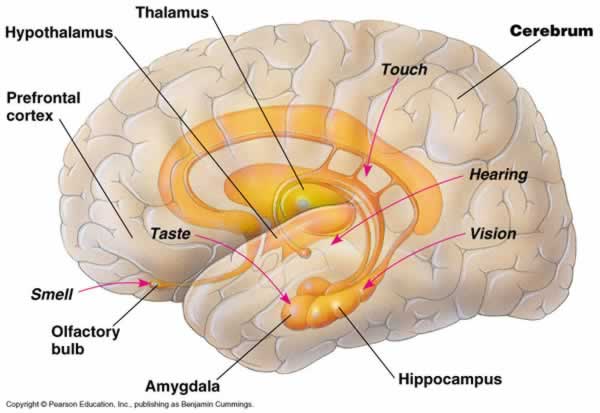 Thalamus
Hypothalamus
Cerebrum
Touch
Prefrontal
cortex
Hearing
Taste
Vision
Smell
Olfactory
bulb
Amygdala
Hippocampus
Copyright © Pearson Education, Inc., publishing as Benjamin Cummings.